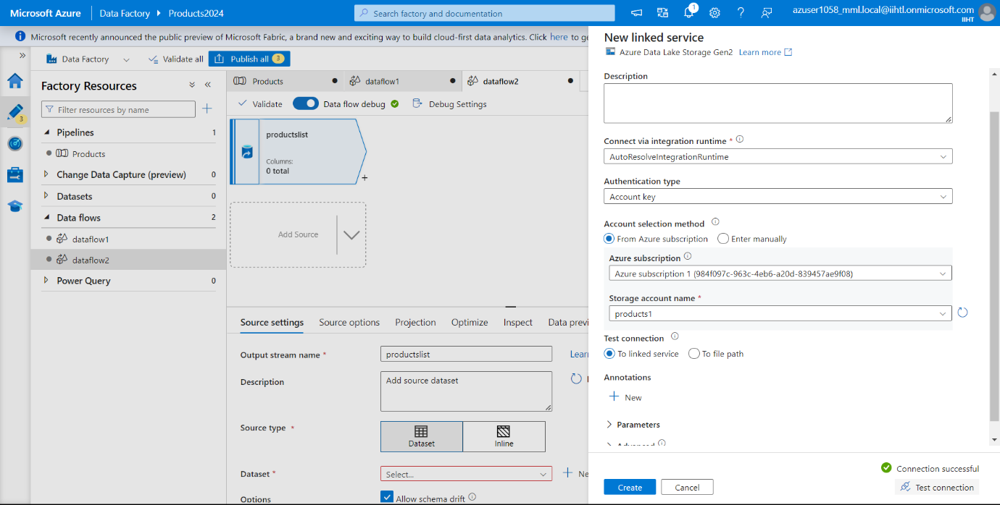 Microsoft Azure
Data Factory
Products2024
Search factory and documentation
1
azuser1058_mml.local@iihtl.onmicrosoft.com
IIHT
Microsoft recently announced the public preview of Microsoft Fabric, a brand new and exciting way to build cloud-first data analytics. Click here to ge
Data Factory
Validate all
Publish all 3
3
Factory Resources
Filter resources by name
Pipelines 1
Products
Change Data Capture (preview) 0
Datasets 0
Data flows 2
dataflow1
dataflow2
Power Query 0
Products
dataflow1
dataflow2
Validate
Data flow debug
Debug Settings
productslist
Columns:
0 total
+
Add Source
Source settings
Source options
Projection
Optimize
Inspect
Data previ
Output stream name *
productslist
Lear
Description
Add source dataset
Source type *
Dataset
Inline
Dataset *
Select...
Ne
Options
Allow schema drift
New linked service
Azure Data Lake Storage Gen2 Learn more
Description
Connect via integration runtime *
AutoResolveIntegrationRuntime
Authentication type
Account key
Account selection method
From Azure subscription
Enter manually
Azure subscription
Azure subscription 1 (984f097c-963c-4eb6-a20d-839457ae9f08)
Storage account name *
products1
Test connection
To linked service
To file path
Annotations
New
Parameters
Advanced
Connection successful
Create
Cancel
Test connection